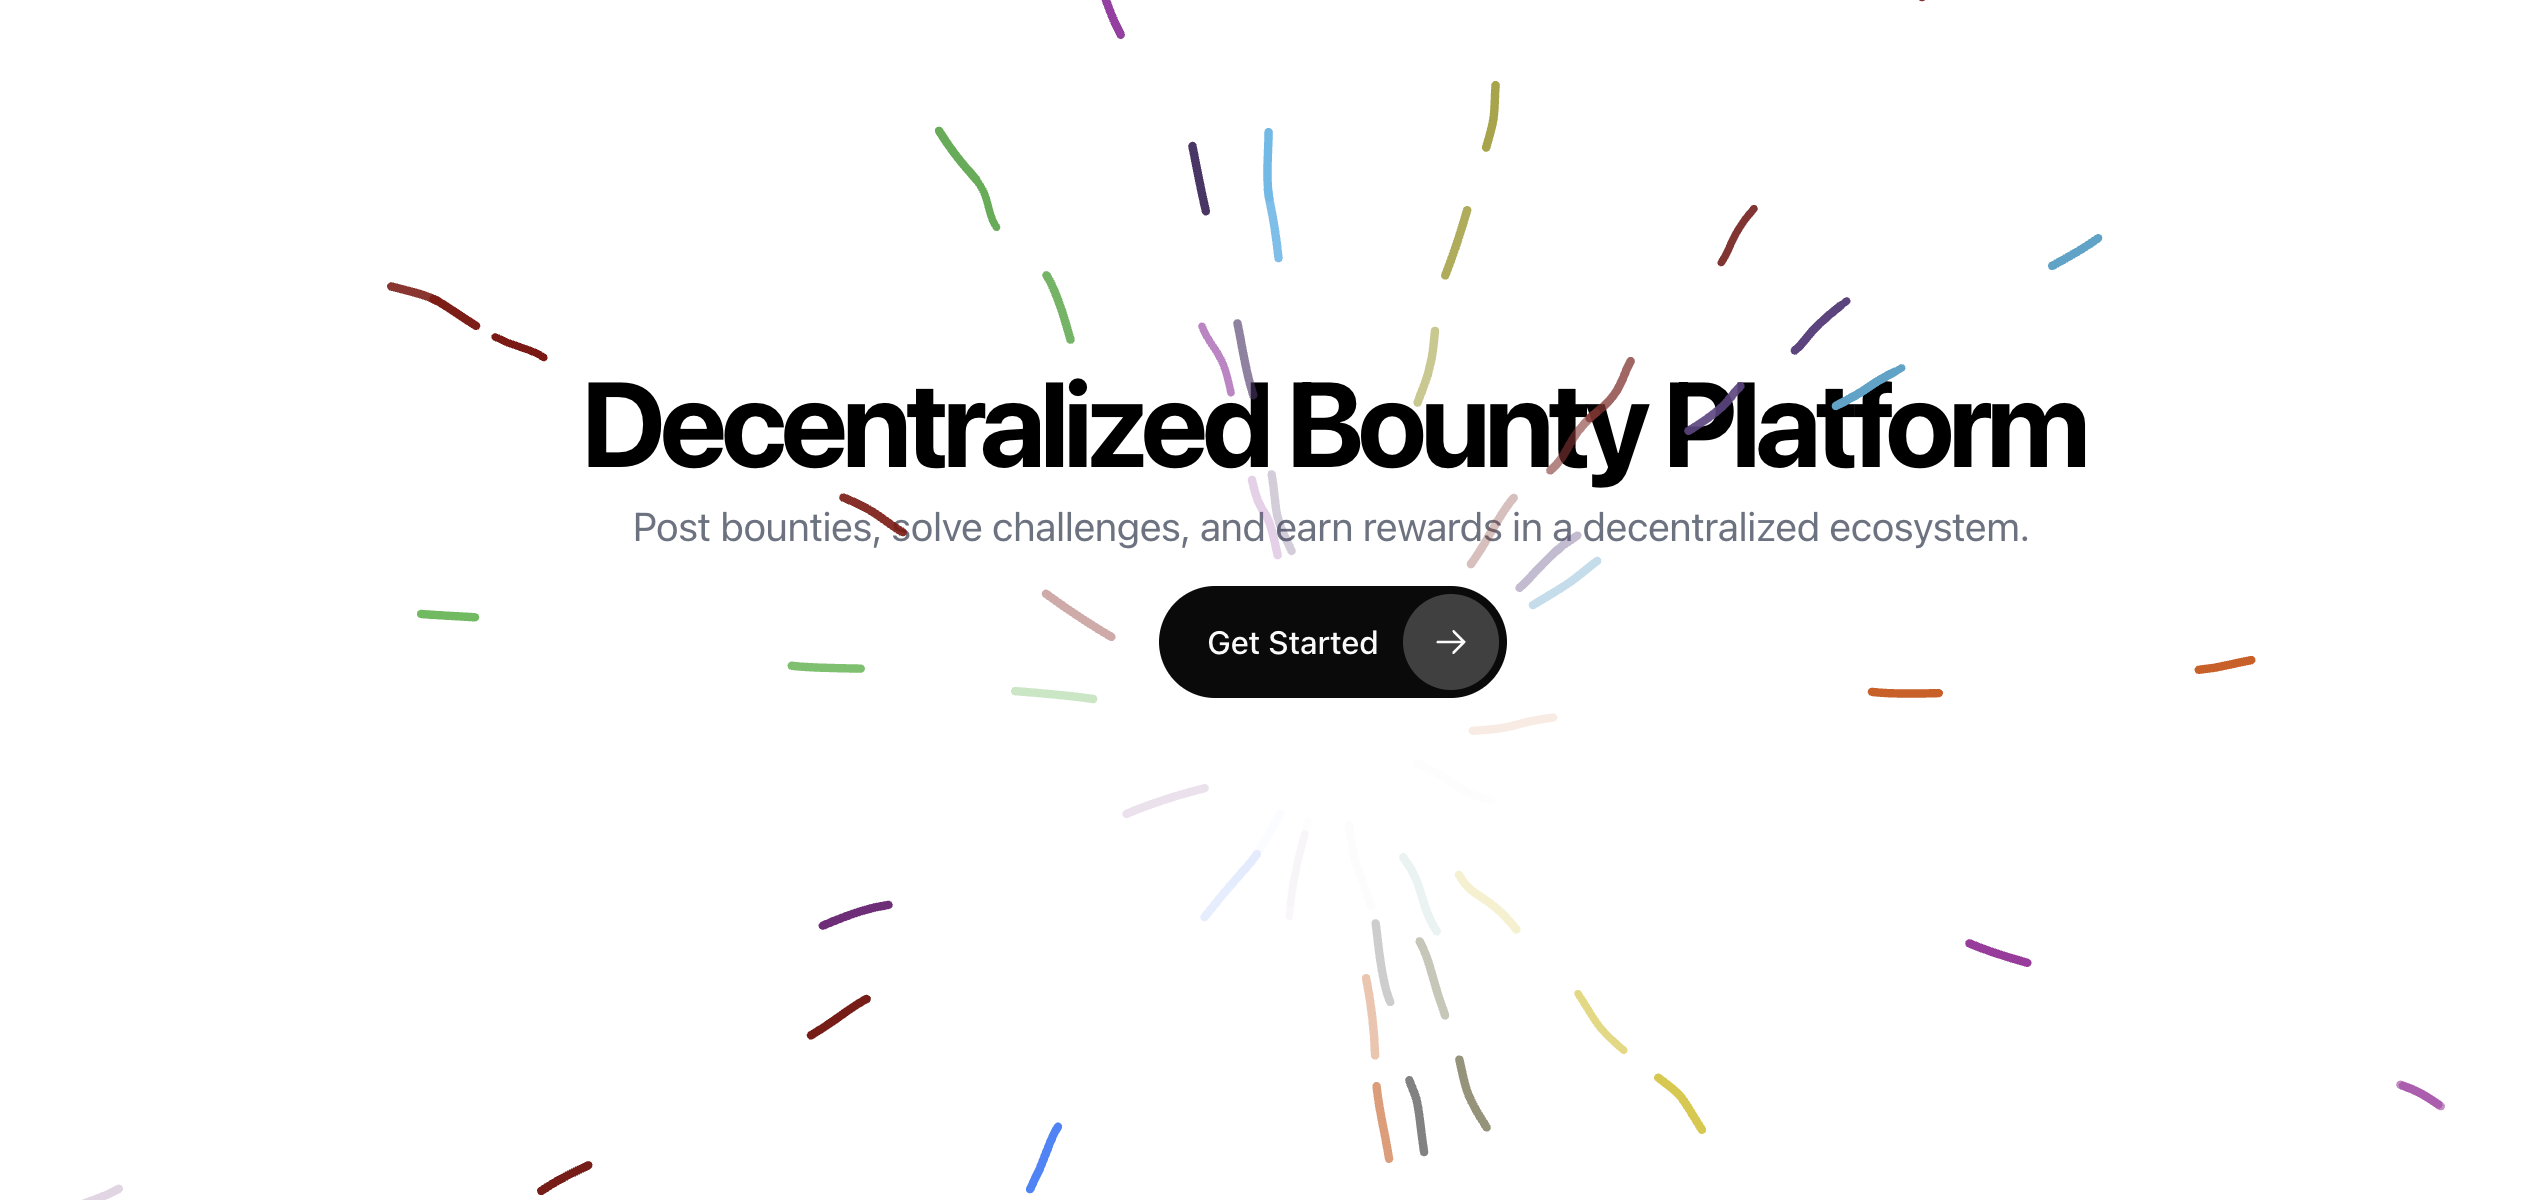 Decentralized Bounty Platform
Post bounties, solve challenges, and earn rewards in a decentralized ecosystem.
Get Started